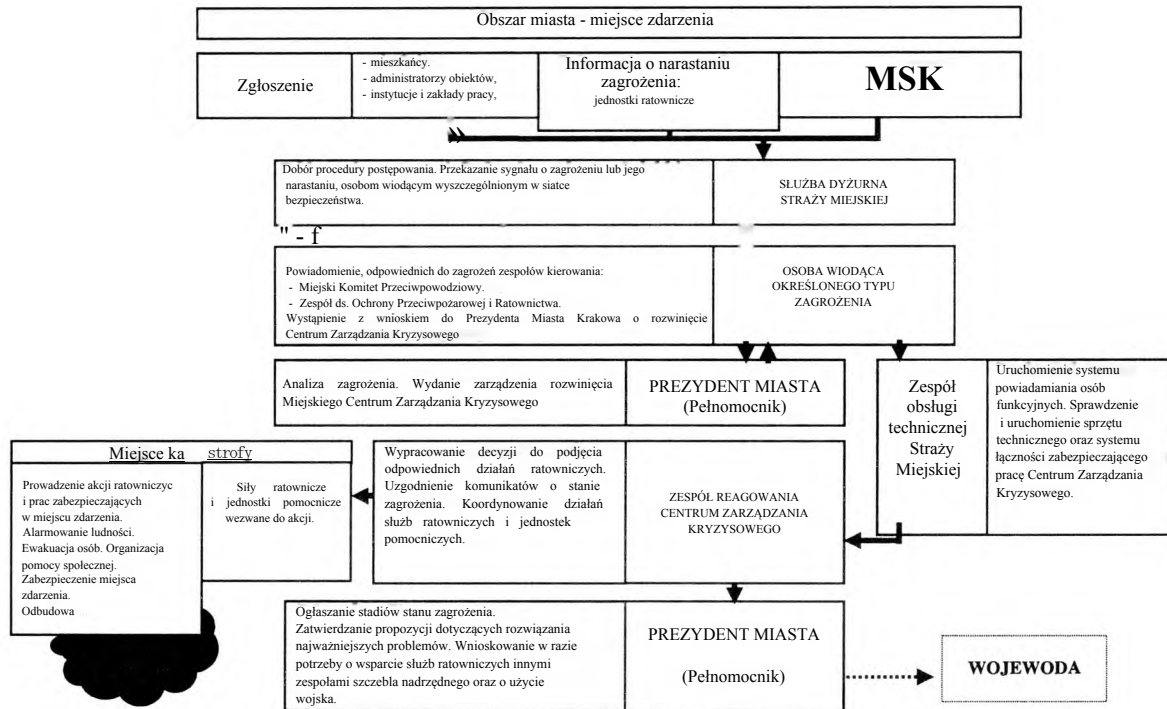 Obszar miasta - miejsce zdarzenia
Zgłoszenie
- mieszkańcy.
- administratorzy obiektów,
- instytucje i zakłady pracy,
Informacja o narastaniu
zagrożenia:
jednostki ratownicze
MSK
Dobór procedury postępowania. Przekazanie sygnału o zagrożeniu lub jego
narastaniu, osobom wiodącym wyszczególnionym w siatce
bezpieczeństwa.
SŁUŻBA DYŻURNA
STRAŻY MIEJSKIEJ
" - f
Powiadomienie, odpowiednich do zagrożeń zespołów kierowania:
- Miejski Komitet Przeciwpowodziowy.
- Zespół ds. Ochrony Przeciwpożarowej i Ratownictwa.
Wystąpienie z wnioskiem do Prezydenta Miasta Krakowa o rozwinięcie
Centrum Zarządzania Kryzysowego
OSOBA WIODĄCA
OKREŚLONEGO TYPU
ZAGROŻENIA
Analiza zagrożenia. Wydanie zarządzenia rozwinięcia
Miejskiego Centrum Zarządzania Kryzysowego
PREZYDENT MIASTA
(Pełnomocnik)
Zespół
obsługi
technicznej
Straży
Miejskiej
Uruchomienie systemu
powiadamiania osób
funkcyjnych. Sprawdzenie
i uruchomienie sprzętu
technicznego oraz systemu
łączności zabezpieczającego
pracę Centrum Zarządzania
Kryzysowego.
Miejsce ka strofy
Prowadzenie akcji ratowniczyc
i prac zabezpieczających
w miejscu zdarzenia.
Alarmowanie ludności.
Ewakuacja osób. Organizacja
pomocy społecznej.
Zabezpieczenie miejsca
zdarzenia.
Odbudowa
Siły ratownicze
i jednostki pomocnicze
wezwane do akcji.
Wypracowanie decyzji do podjęcia
odpowiednich działań ratowniczych.
Uzgodnienie komunikatów o stanie
zagrożenia. Koordynowanie działań
służb ratowniczych i jednostek
pomocniczych.
ZESPÓŁ REAGOWANIA
CENTRUM ZARZĄDZANIA
KRYZYSOWEGO
Ogłaszanie stadiów stanu zagrożenia.
Zatwierdzanie propozycji dotyczących rozwiązania
najważniejszych problemów. Wnioskowanie w razie
potrzeby o wsparcie służb ratowniczych innymi
zespołami szczebla nadrzędnego oraz o użycie
wojska.
PREZYDENT MIASTA
(Pełnomocnik)
WOJEWODA